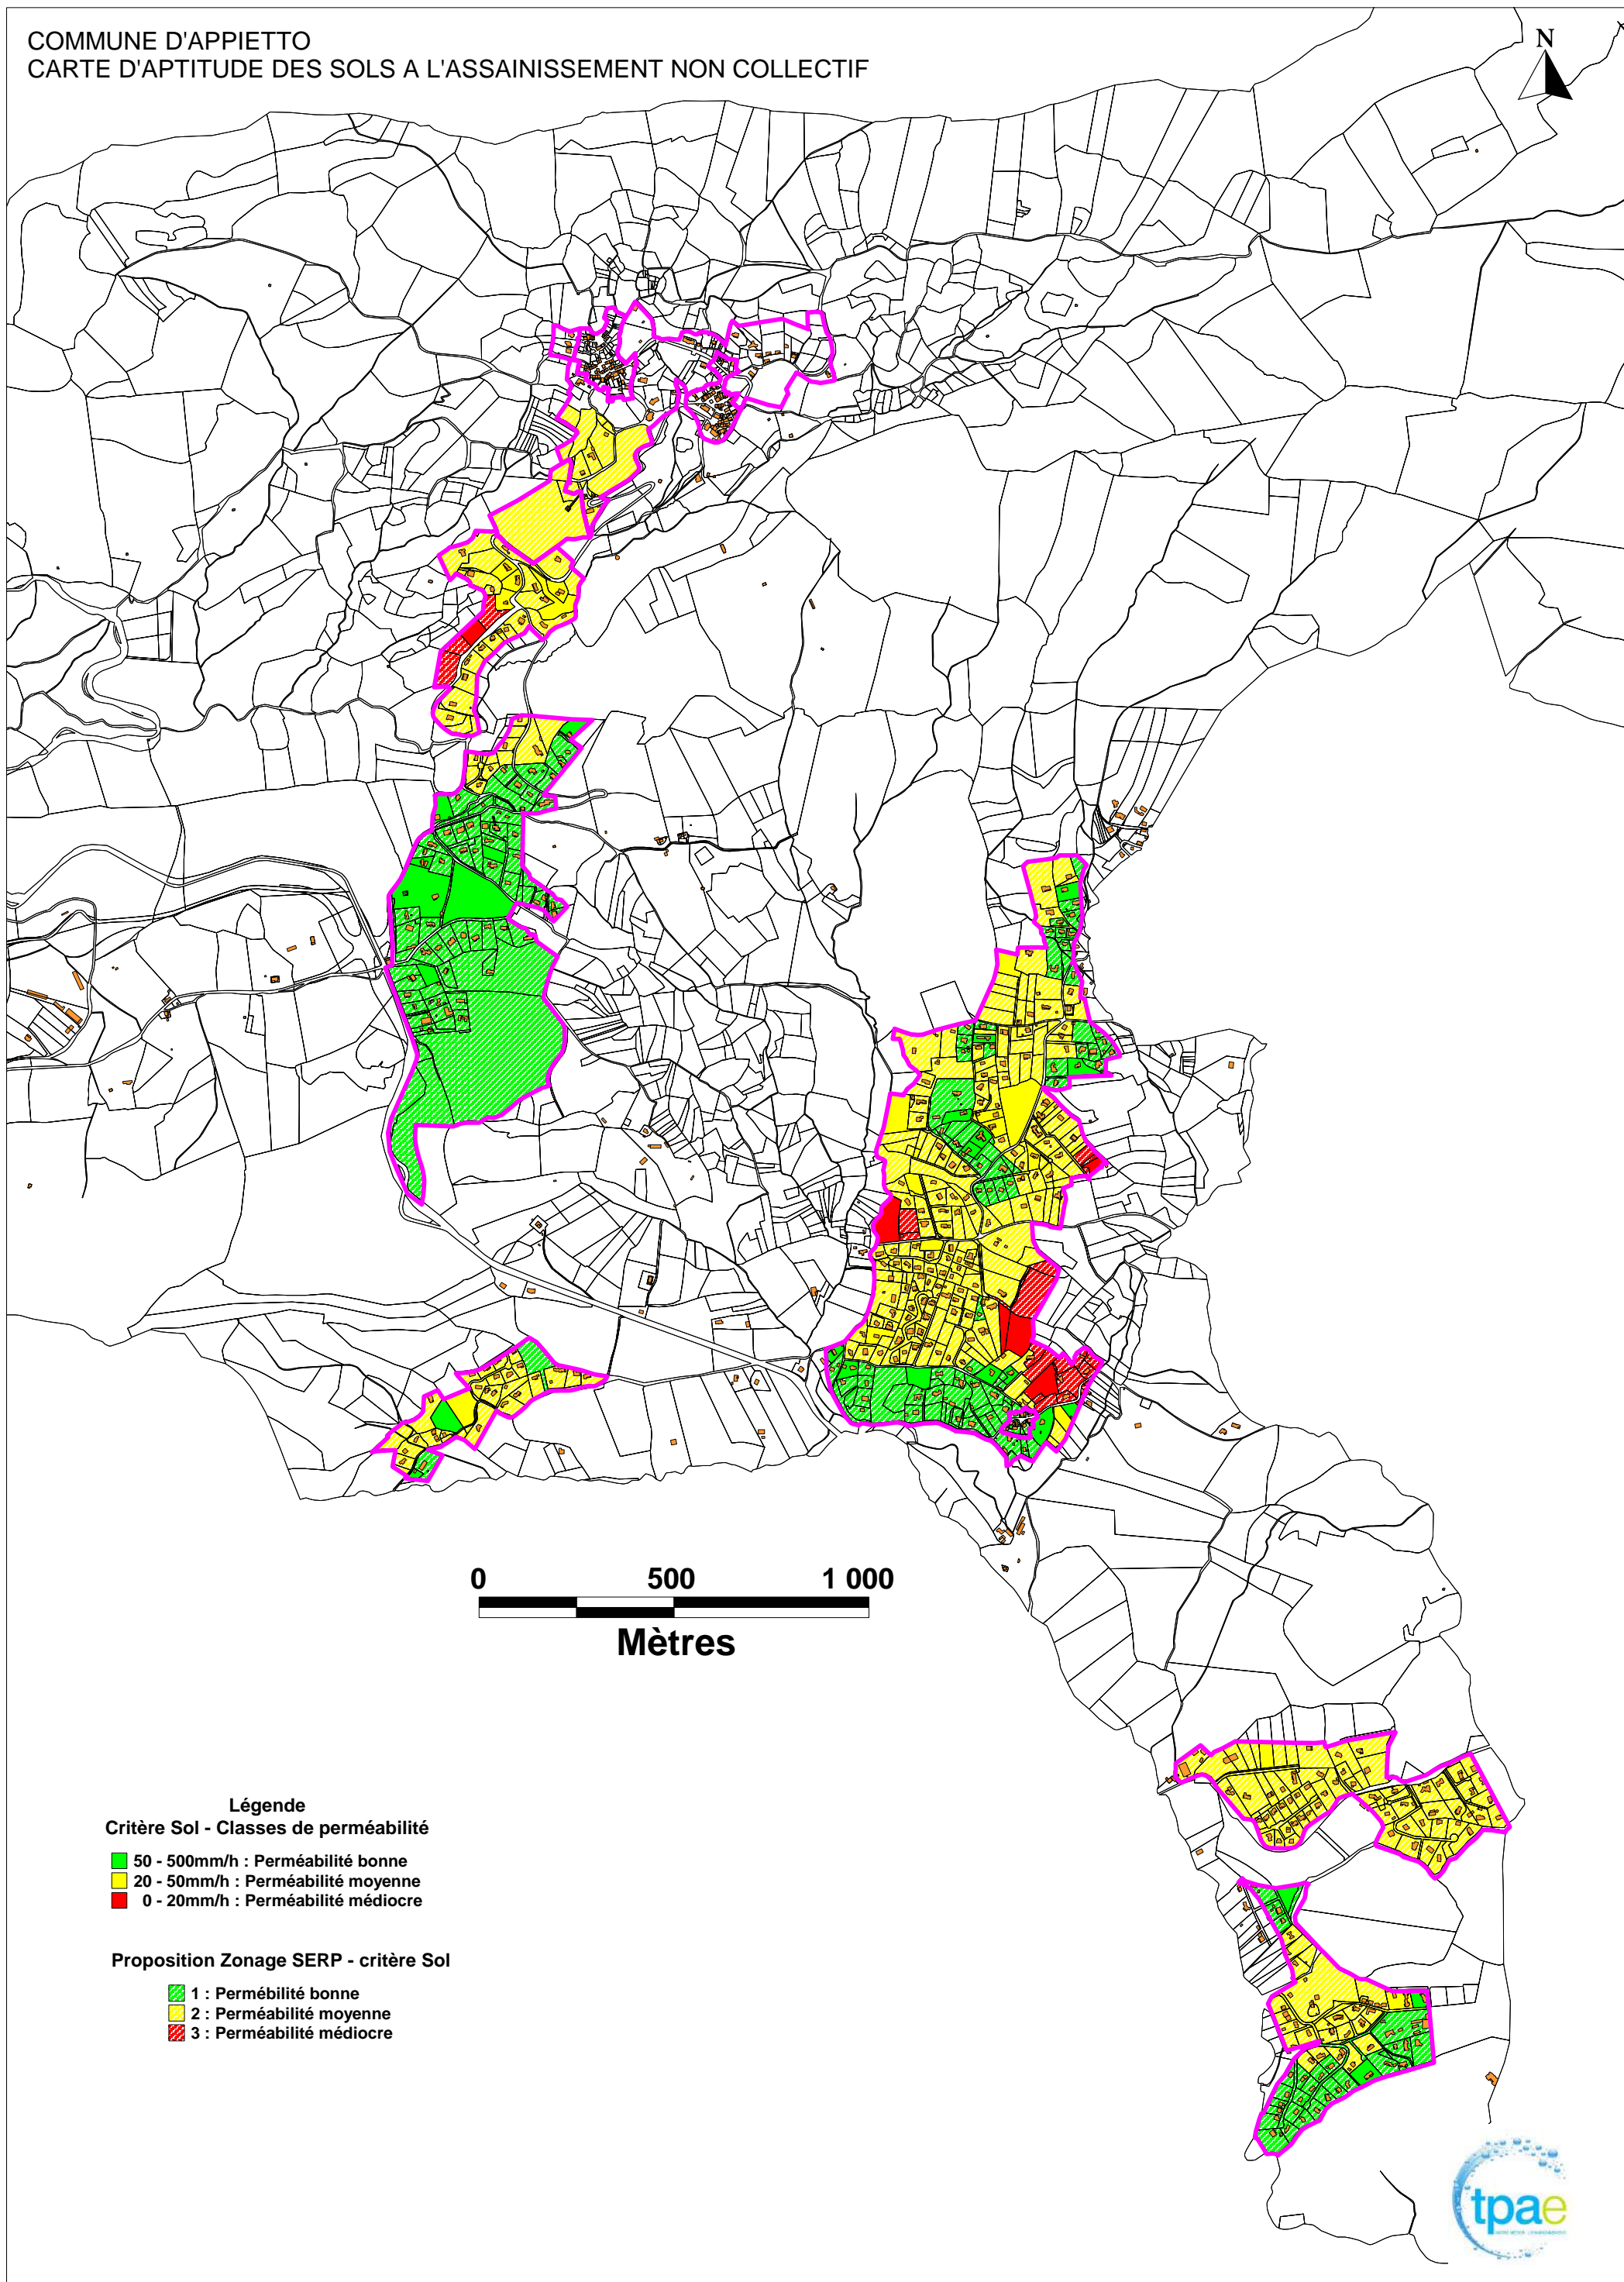 COMMUNE D'APPIETTO
CARTE D'APTITUDE DES SOLS A L'ASSAINISSEMENT NON COLLECTIF
N
0 500 1 000
Mètres
Légende
Critère Sol - Classes de perméabilité
50 - 500mm/h : Perméabilité bonne
20 - 50mm/h : Perméabilité moyenne
0 - 20mm/h : Perméabilité médiocre
Proposition Zonage SERP - critère Sol
1 : Permébilité bonne
2 : Perméabilité moyenne
3 : Perméabilité médiocre
tpae